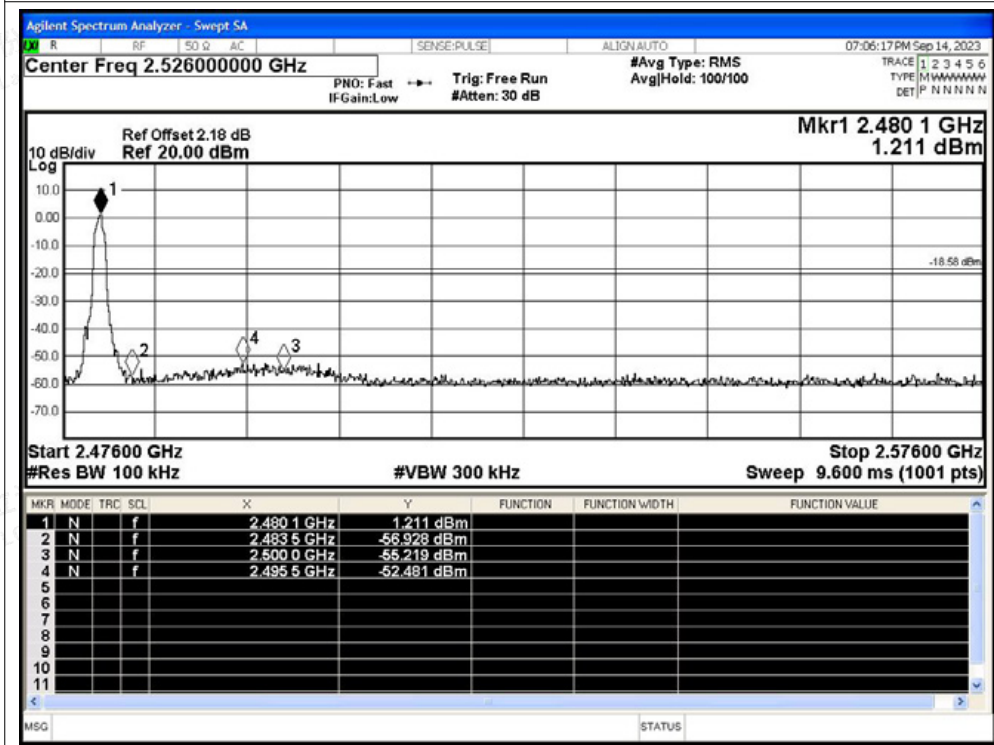 Agilent Spectrum Analyzer - Swept SA
R RF 50 Ω AC SENSE:PULSE ALIGN AUTO 07:06:17 PM Sep 14, 2023
Center Freq 2.526000000 GHz
#Avg Type: RMS
TRACE 1 2 3 4 5 6
PNO: Fast Trig: Free Run Avg|Hold: 100/100
TYPE M WWWWW
IFGain:Low #Atten: 30 dB
DET P N N N N N
Mkr1 2.480 1 GHz
1.211 dBm
Ref Offset 2.18 dB
10 dB/div Ref 20.00 dBm
Log
10.0
1
0.00
-10.0
-18.58 dBm
-20.0
-30.0
-40.0
4
3
2
-50.0
-60.0
-70.0
Start 2.47600 GHz Stop 2.57600 GHz
#Res BW 100 kHz #VBW 300 kHz Sweep 9.600 ms (1001 pts)
MKR MODE TRC SCL X Y FUNCTION FUNCTION WIDTH FUNCTION VALUE
1 N f 2.480 1 GHz 1.211 dBm
2 N f 2.483 5 GHz -56.928 dBm
3 N f 2.500 0 GHz -55.219 dBm
4 N f 2.495 5 GHz -52.481 dBm
5
6
7
8
9
10
11
MSG STATUS